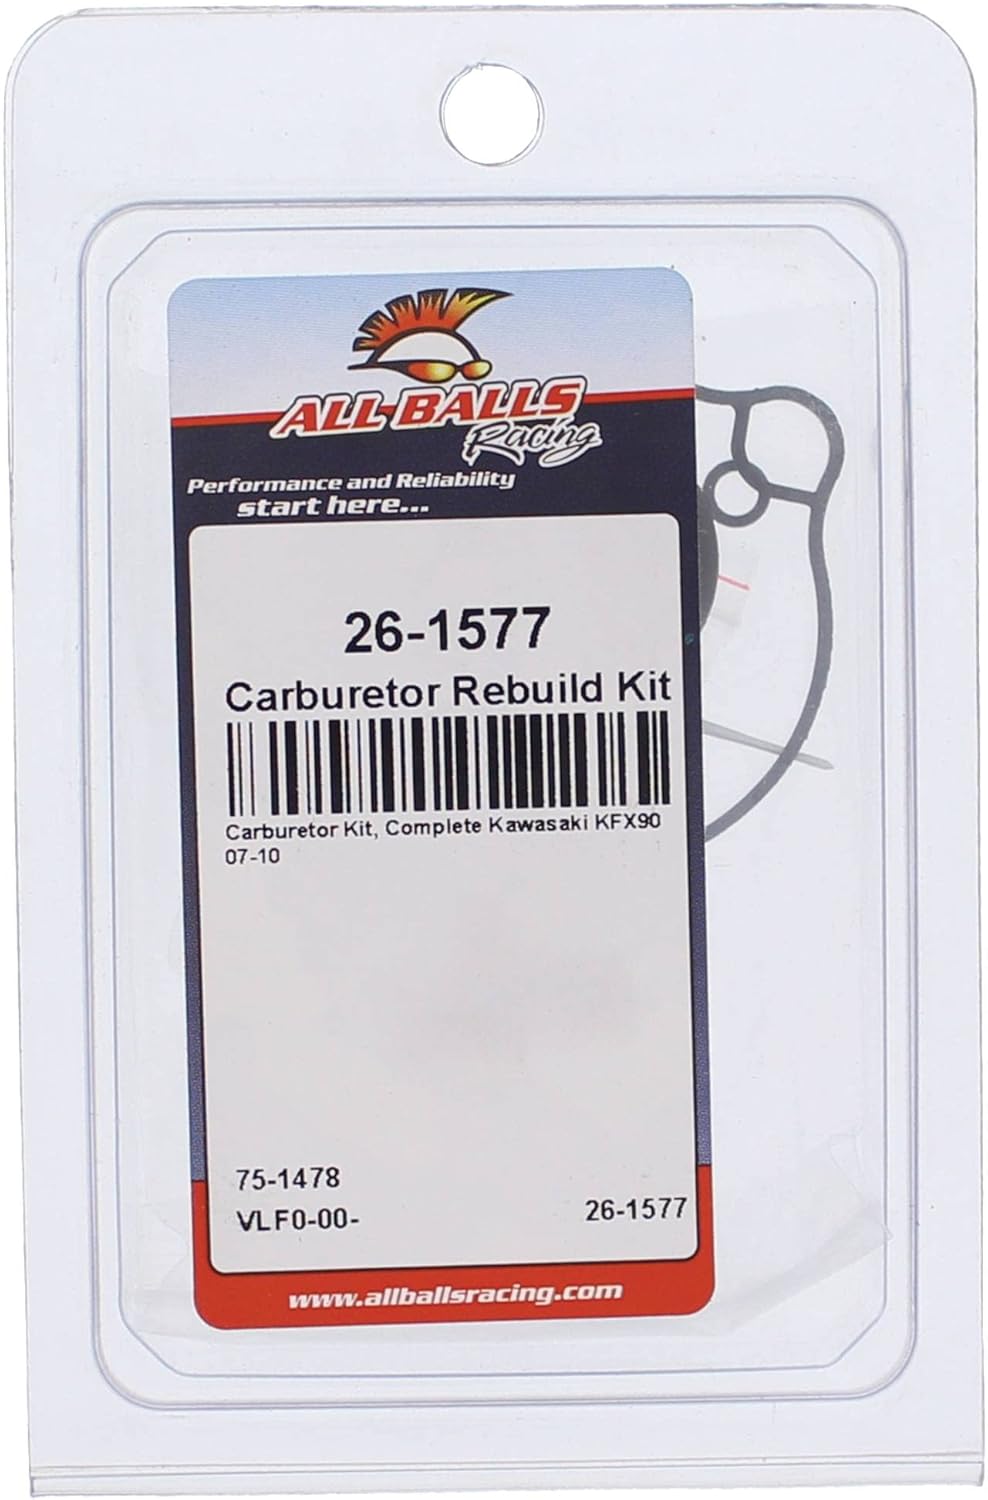 ALL BALLS
Racing
Performance and Reliability
start here...
26-1577
Carburetor Rebuild Kit
Carburetor Kit, Complete Kawasaki KFX90
07-10
75-1478
VLF0-00-
26-1577
www.allballsracing.com